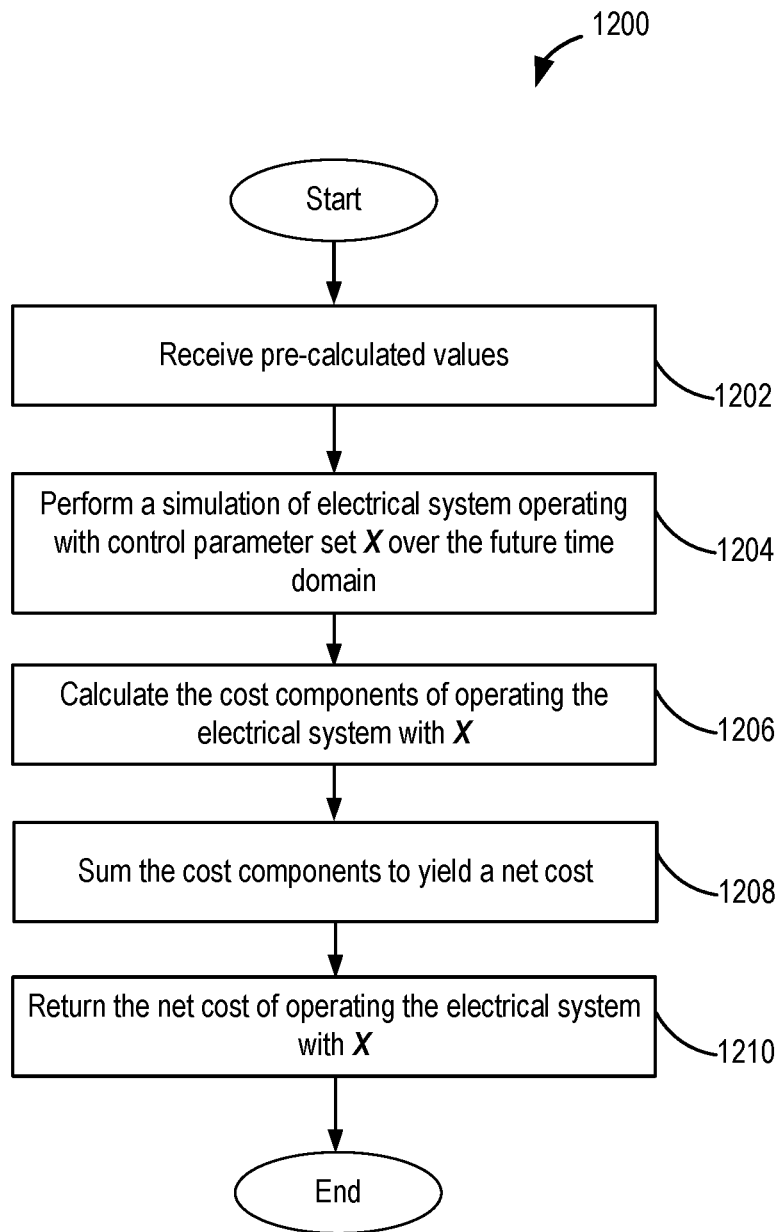 1200
Start
Receive pre-calculated values
1202
Perform a simulation of electrical system operating
with control parameter set X over the future time
domain
1204
Calculate the cost components of operating the
electrical system with X
1206
Sum the cost components to yield a net cost
1208
Return the net cost of operating the electrical system
with X
1210
End